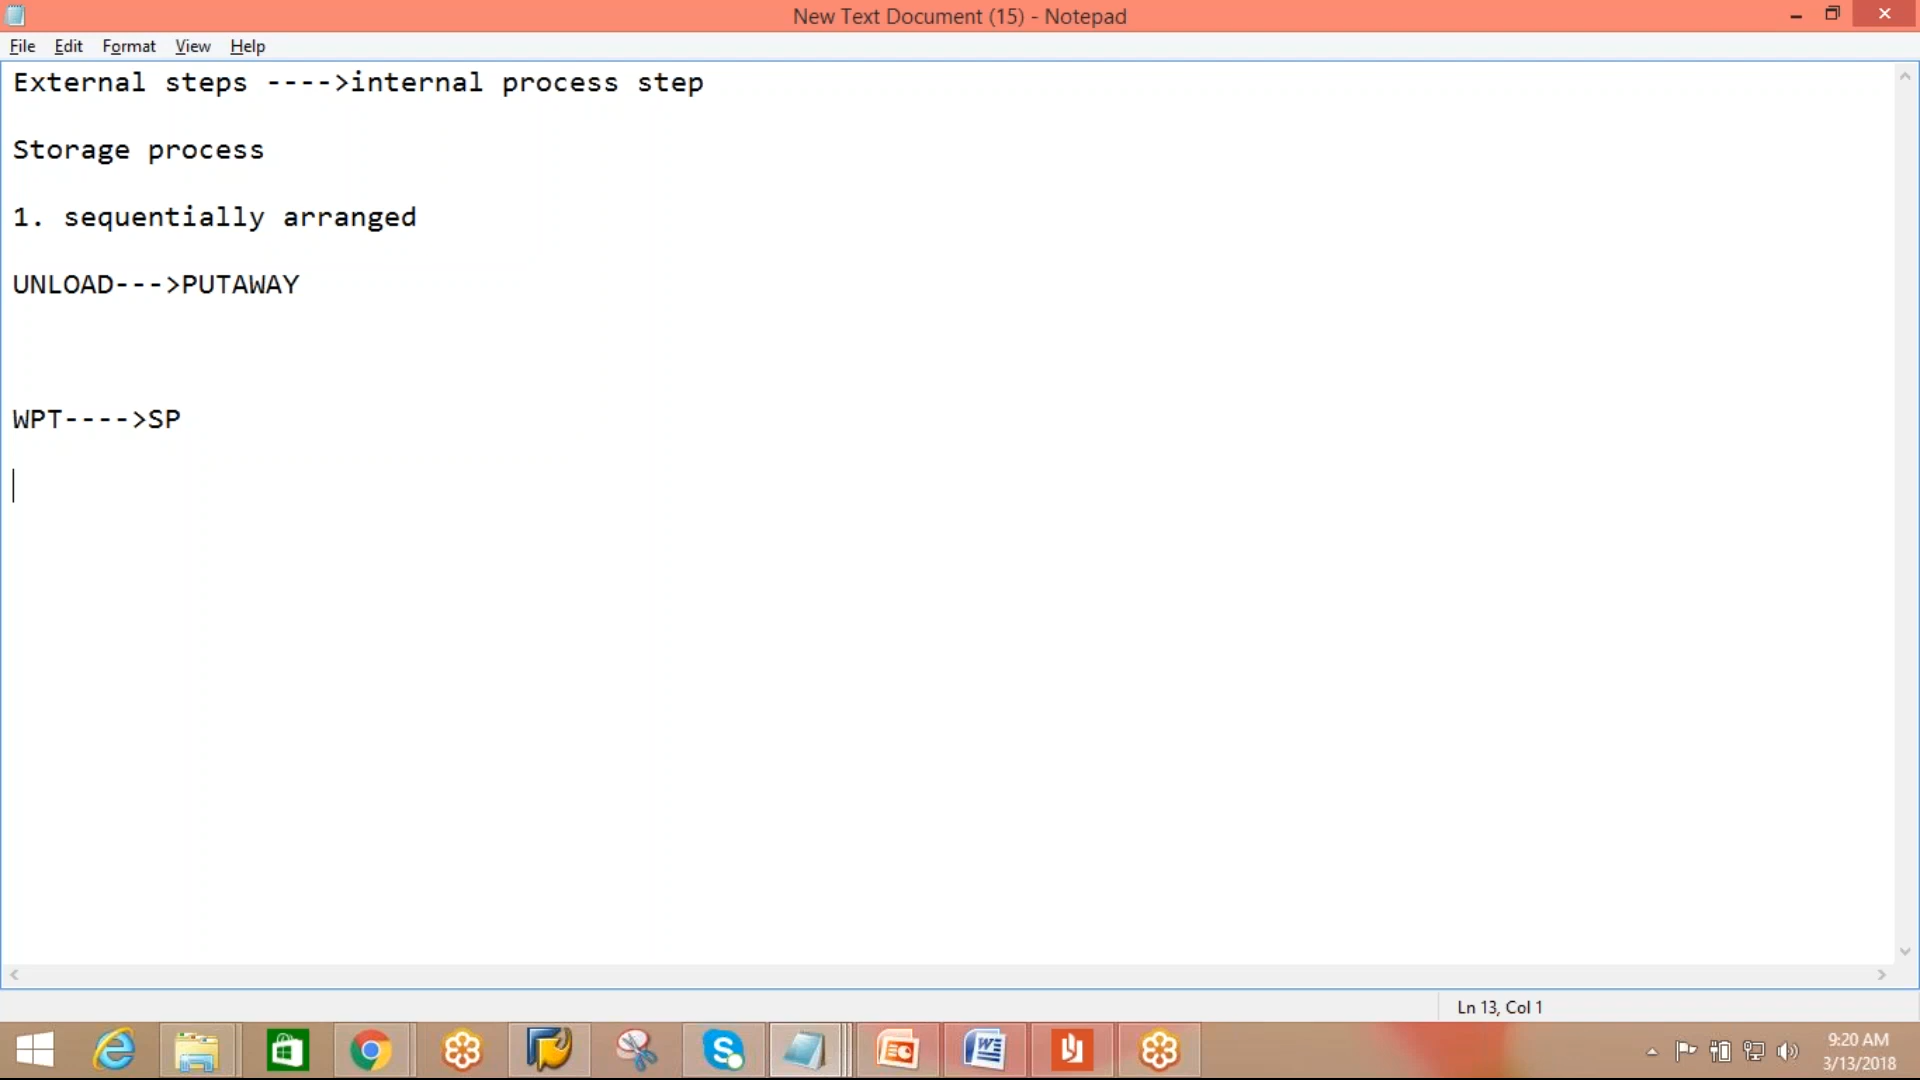 New Text Document (15) - Notepad
File Edit Format View Help
External steps ---->internal process step
Storage process
1. sequentially arranged
UNLOAD--->PUTAWAY
WPT---->SP
Ln 13, Col 1
9:20 AM
3/13/2018